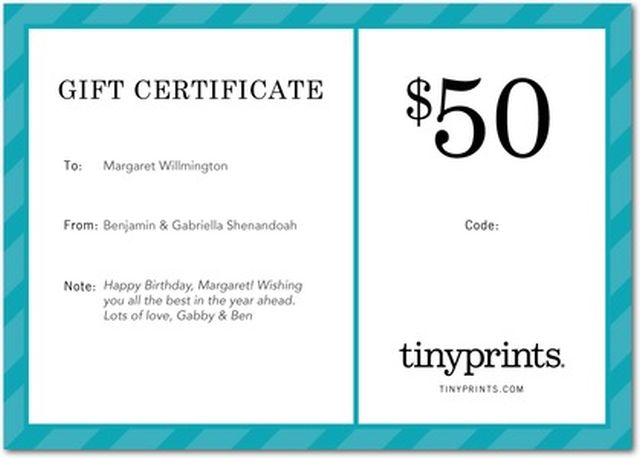 GIFT CERTIFICATE
To: Margaret Willmington
From: Benjamin & Gabriella Shenandoah
Note: Happy Birthday, Margaret! Wishing
you all the best in the year ahead.
Lots of love, Gabby & Ben
$50
Code:
tinyprints.
TINYPRINTS.COM